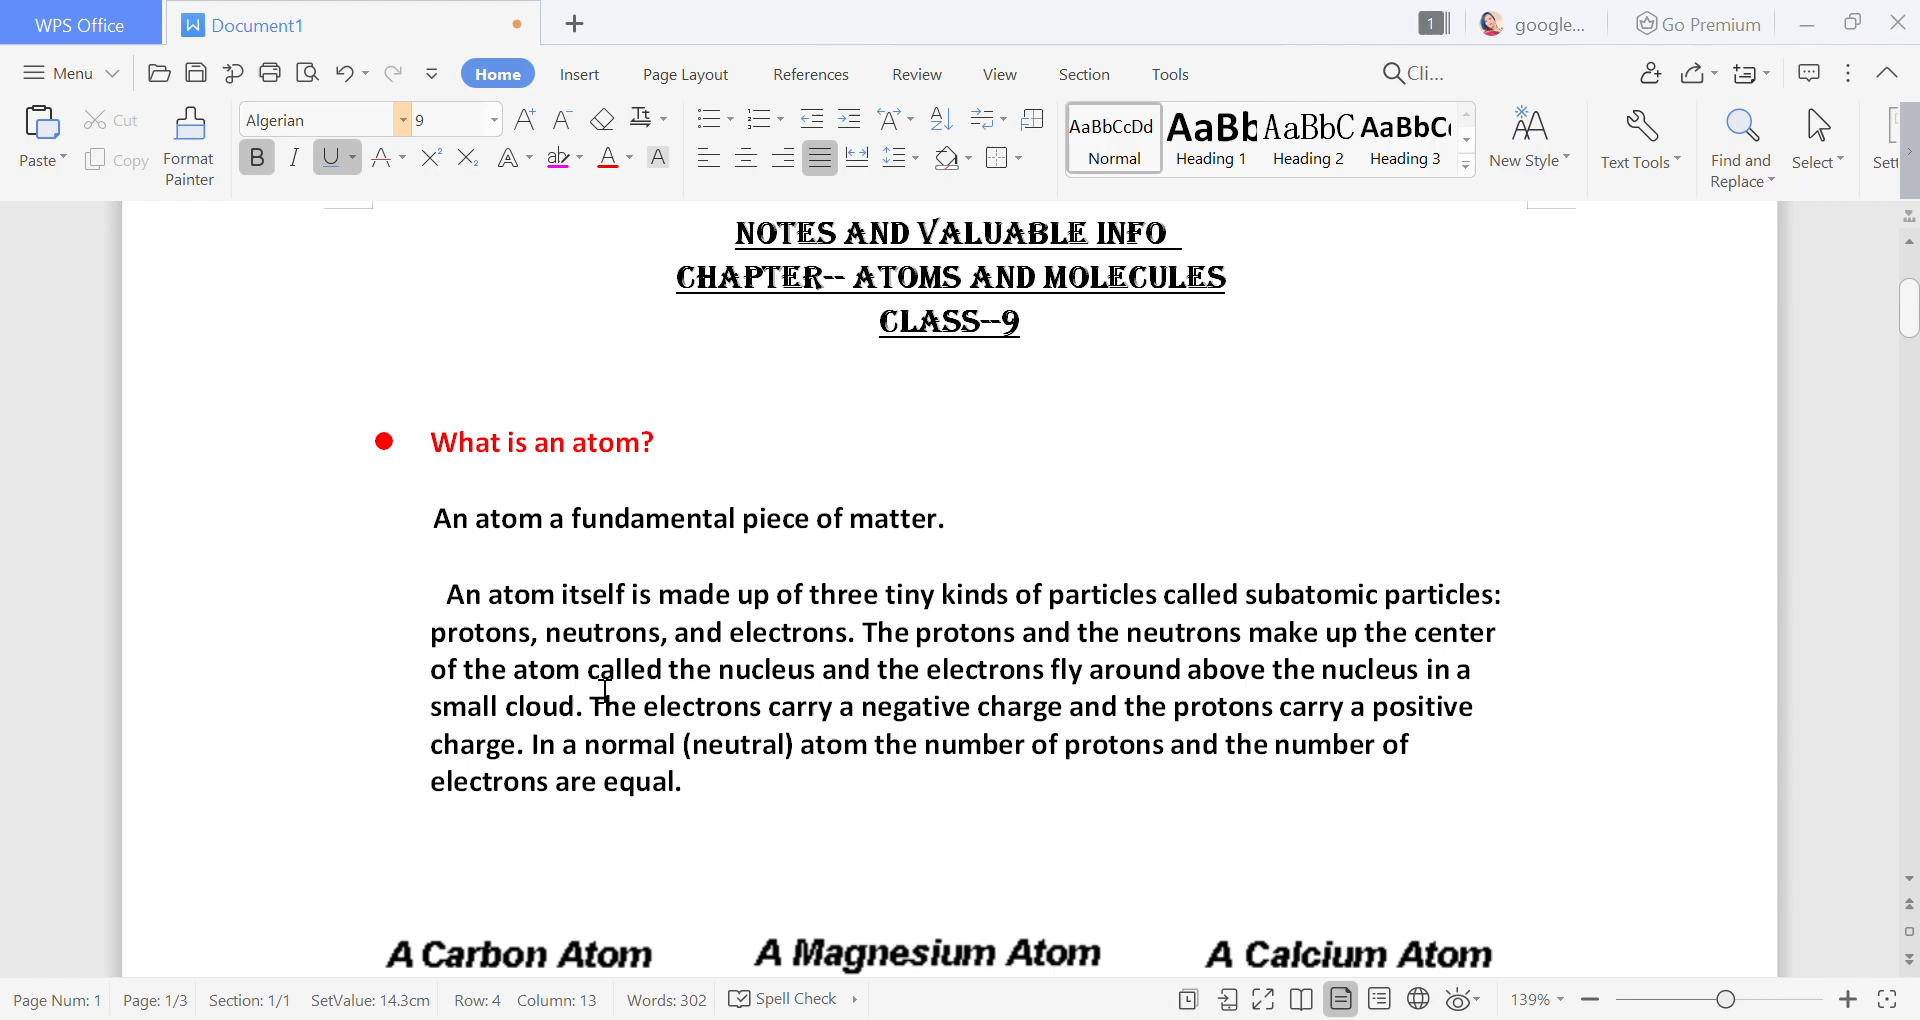 WPS Office
Document1
1
google...
Go Premium
Menu
Home
Insert
Page Layout
References
Review
View
Section
Tools
Cli...
Paste
Cut
Copy
Format Painter
Algerian
9
AaBbCcDd
Normal
AaBb
Heading 1
AaBbC
Heading 2
AaBbC
Heading 3
New Style
Text Tools
Find and Replace
Select
Sett
NOTES AND VALUABLE INFO
CHAPTER-- ATOMS AND MOLECULES
CLASS--9
What is an atom?
An atom a fundamental piece of matter.
An atom itself is made up of three tiny kinds of particles called subatomic particles:
protons, neutrons, and electrons. The protons and the neutrons make up the center
of the atom called the nucleus and the electrons fly around above the nucleus in a
small cloud. The electrons carry a negative charge and the protons carry a positive
charge. In a normal (neutral) atom the number of protons and the number of
electrons are equal.
A Carbon Atom A Magnesium Atom A Calcium Atom
Page Num: 1 Page: 1/3 Section: 1/1 SetValue: 14.3cm Row: 4 Column: 13 Words: 302 Spell Check 139%